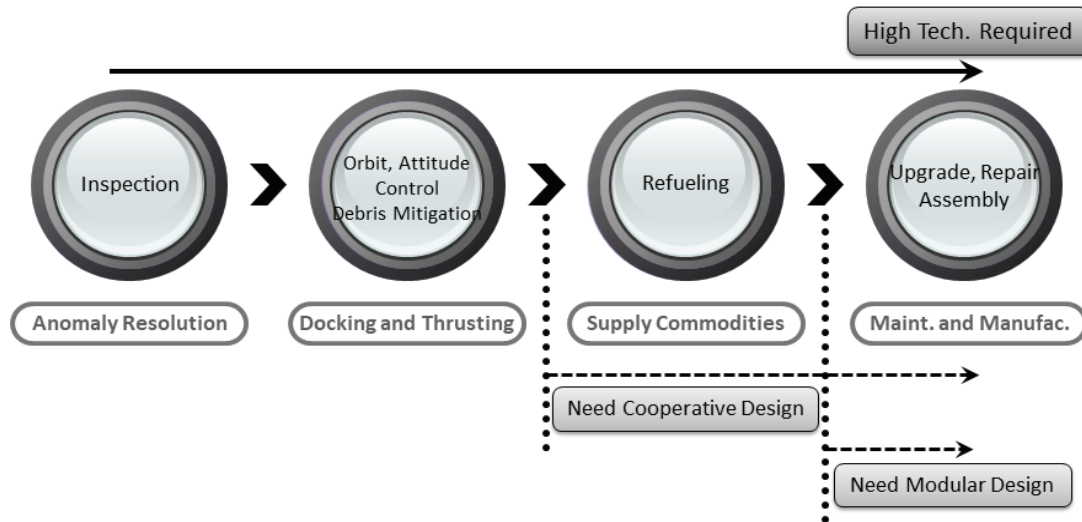 High Tech. Required
Inspection
Orbit, Attitude
Control
Debris Mitigation
Refueling
Upgrade, Repair
Assembly
Anomaly Resolution
Docking and Thrusting
Supply Commodities
Maint. and Manufac.
Need Cooperative Design
Need Modular Design